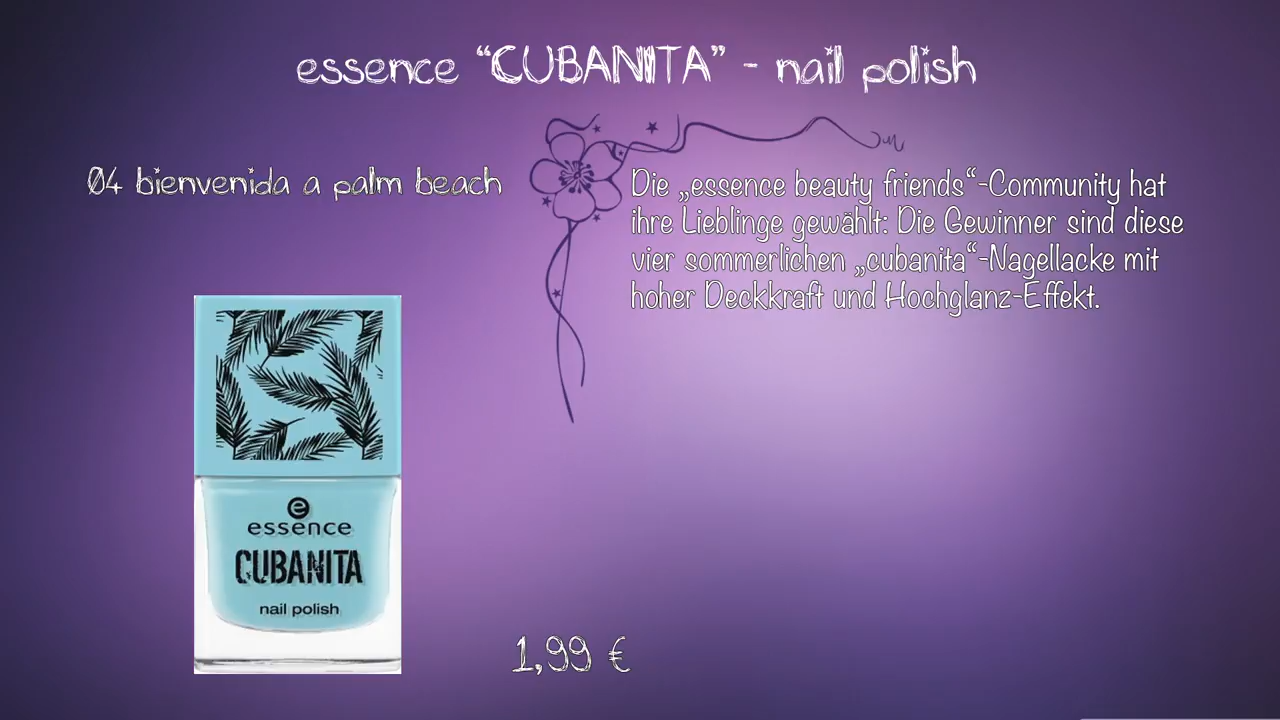 essence “CUBANITA” - nail polish
04 bienvenida a palm beach
Die „essence beauty friends“-Community hat
ihre Lieblinge gewählt: Die Gewinner sind diese
vier sommerlichen „cubanita“-Nagellacke mit
hoher Deckkraft und Hochglanz-Effekt.
e
essence
CUBANITA
nail polish
1,99 €